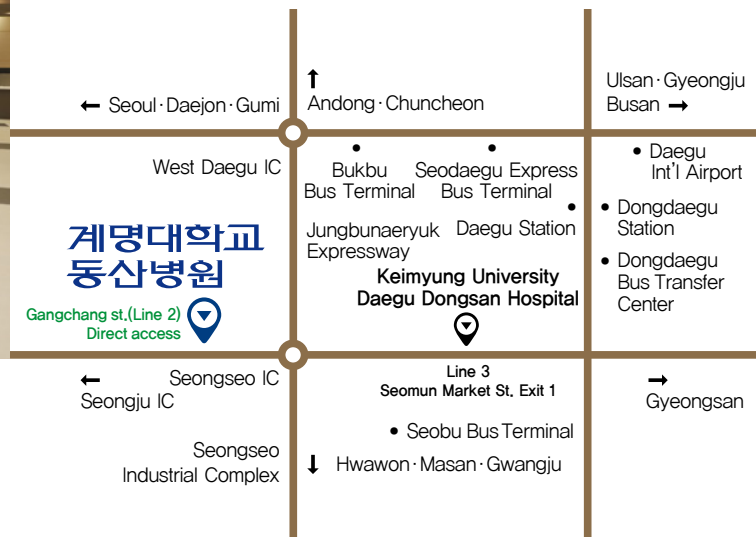 ← Seoul·Daejon·Gumi
↑
Andong·Chuncheon
Ulsan·Gyeongju
Busan →
West Daegu IC
Bukbu
Bus Terminal
Seodaegu Express
Bus Terminal
• Daegu
Int'l Airport
Jungbunaeryuk
Expressway
Daegu Station
• Dongdaegu
Station
• Dongdaegu
Bus Transfer
Center
계명대학교
동산병원
Gangchang st,(Line 2)
Direct access
Keimyung University
Daegu Dongsan Hospital
Line 3
Seomun Market St, Exit 1
← Seongseo IC
Seongju IC
→
Gyeongsan
• Seobu Bus Terminal
Seongseo
Industrial Complex
↓ Hwawon·Masan·Gwangju